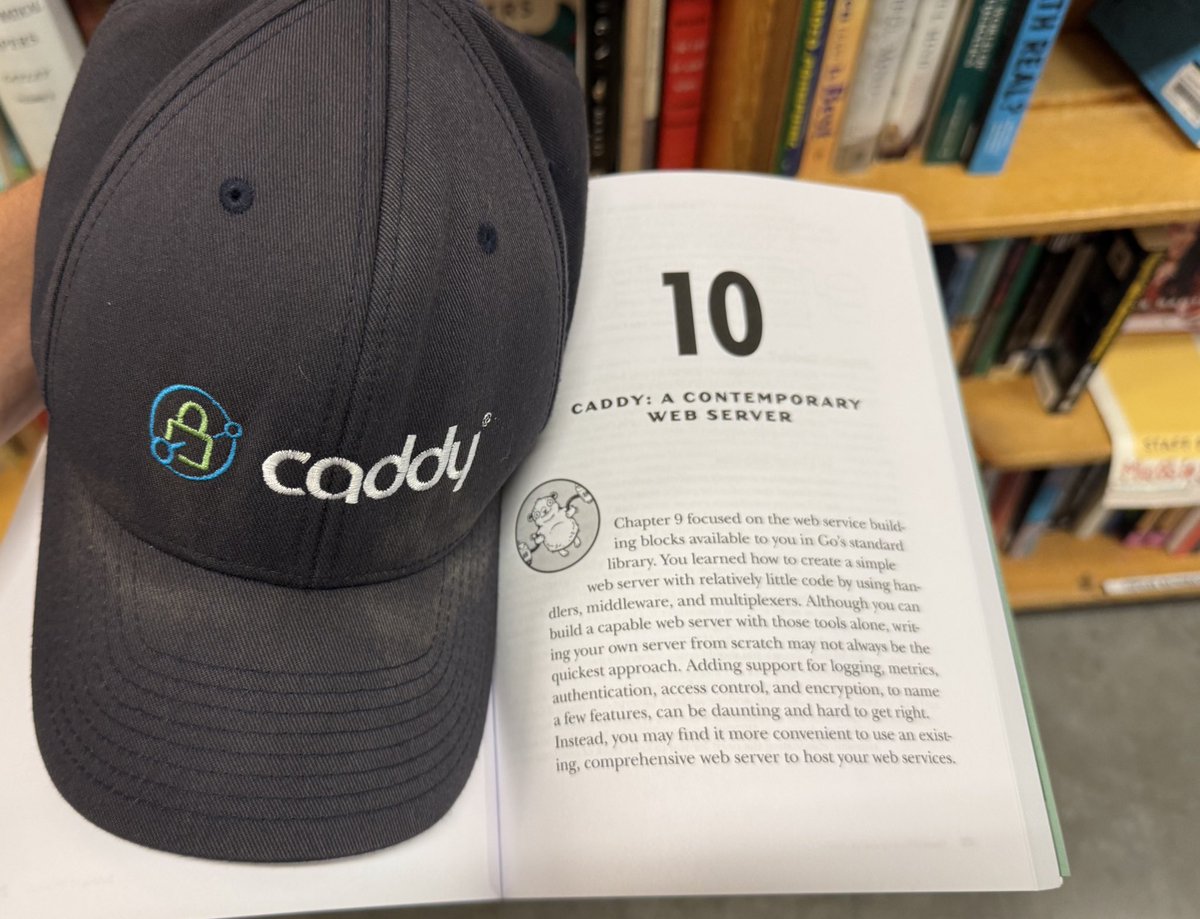 caddy®
10
CADDY: A CONTEMPORARY
WEB SERVER
Chapter 9 focused on the web service build-
ing blocks available to you in Go's standard
library. You learned how to create a simple
web server with relatively little code by using han-
dlers, middleware, and multiplexers. Although you can
build a capable web server with those tools alone, writ-
ing your own server from scratch may not always be the
quickest approach. Adding support for logging, metrics,
authentication, access control, and encryption, to name
a few features, can be daunting and hard to get right.
Instead, you may find it more convenient to use an exist-
ing, comprehensive web server to host your web services.
TH REAL?
STAFF